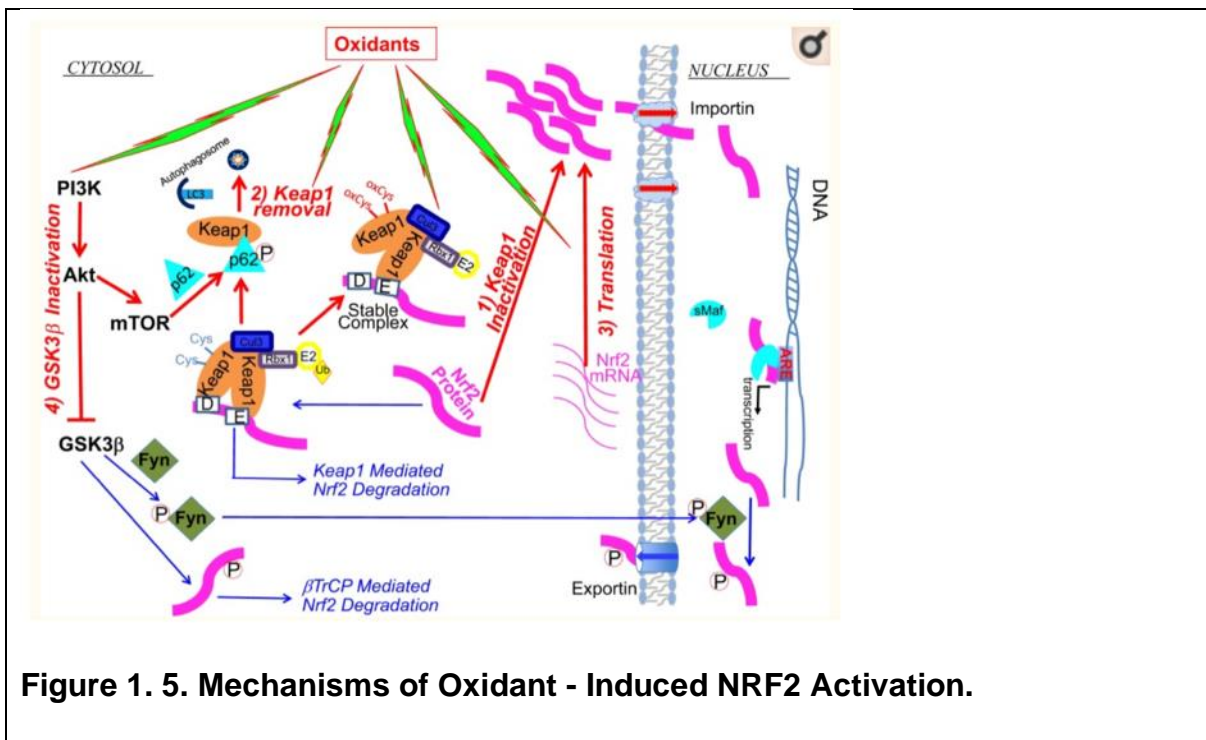 Oxidants
CYTOSOL
NUCLEUS
Importin
Autophagosome
LC3
PI3K
2) Keap1
removal
oxCys
oxCys
Keap1
Keap1
Cul3
Rbx1
E2
D
E
Stable
Complex
Keap1
p62
P
p62
Akt
mTOR
4) GSK3β Inactivation
1) Keap1
Inactivation
3) Translation
DNA
sMaf
ARE
transcription
Cys
Cys
Keap1
Keap1
Cul3
Rbx1
E2
Ub
D
E
Nrf2
Protein
Nrf2
mRNA
GSK3β
Fyn
Keap1 Mediated
Nrf2 Degradation
P
Fyn
P
Fyn
P
βTrCP Mediated
Nrf2 Degradation
P
Exportin
P
Figure 1. 5. Mechanisms of Oxidant - Induced NRF2 Activation.